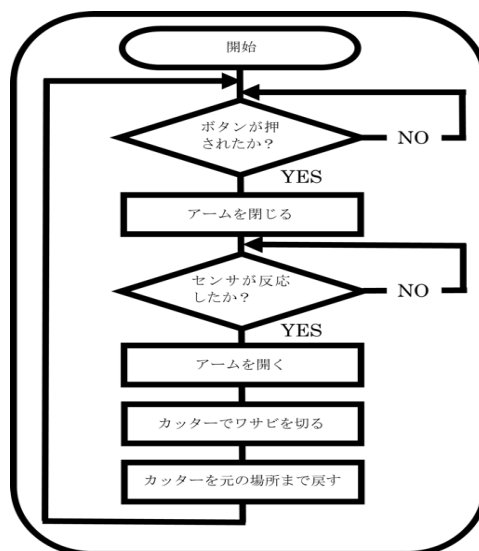 開始
ボタンが押
されたか？
NO
YES
アームを閉じる
センサが反応
したか？
NO
YES
アームを開く
カッターでワサビを切る
カッターを元の場所まで戻す